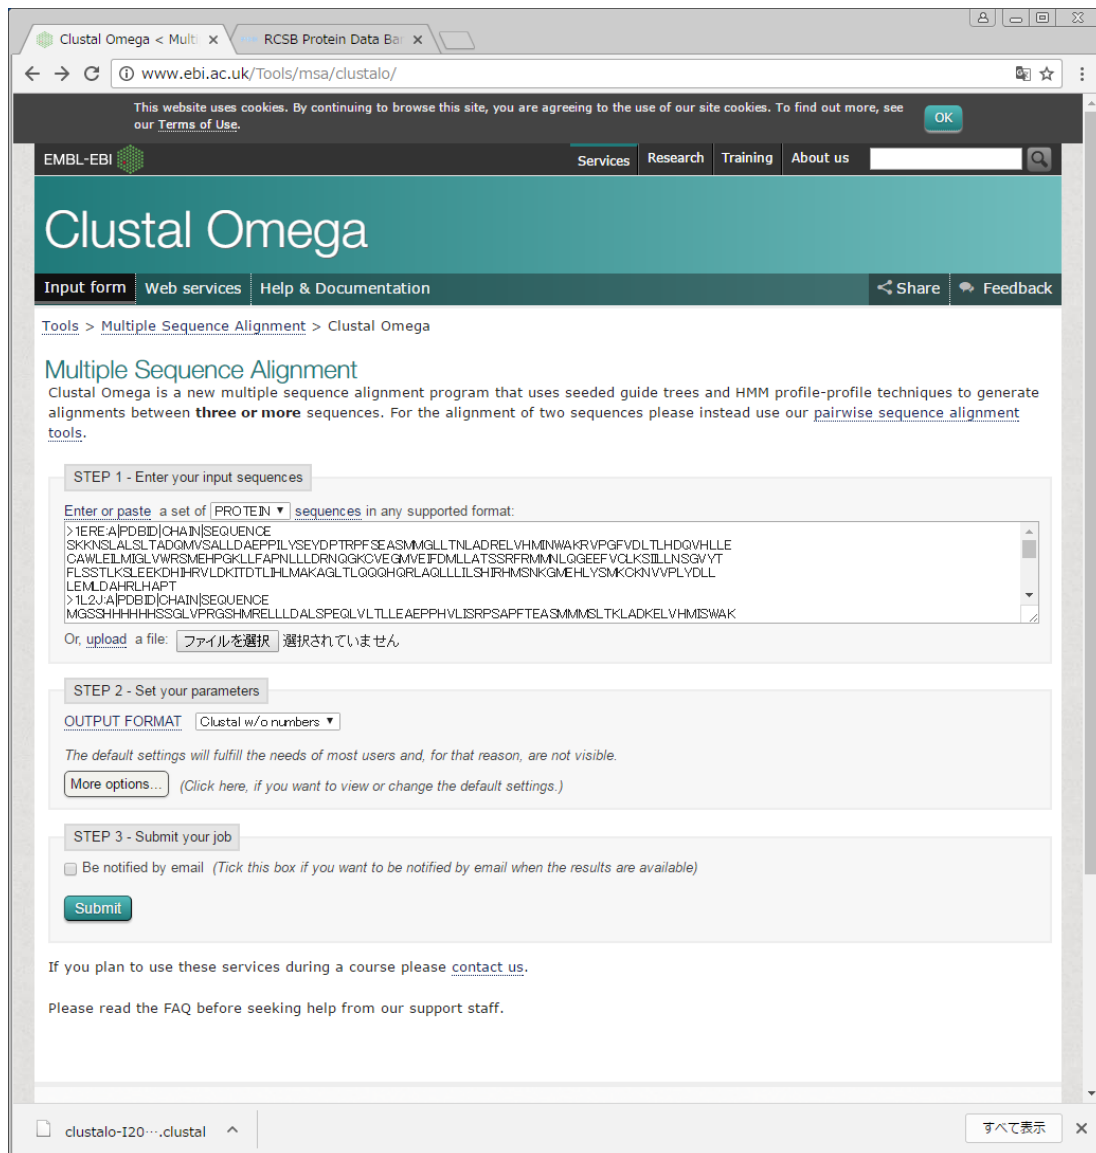 Clustal Omega < Multi
RCSB Protein Data Ban
www.ebi.ac.uk/Tools/msa/clustalo/
This website uses cookies. By continuing to browse this site, you are agreeing to the use of our site cookies. To find out more, see
our Terms of Use.
OK
EMBL-EBI
Services Research Training About us
Clustal Omega
Input form Web services Help & Documentation Share Feedback
Tools > Multiple Sequence Alignment > Clustal Omega
Multiple Sequence Alignment
Clustal Omega is a new multiple sequence alignment program that uses seeded guide trees and HMM profile-profile techniques to generate
alignments between three or more sequences. For the alignment of two sequences please instead use our pairwise sequence alignment
tools.
STEP 1 - Enter your input sequences
Enter or paste a set of PROTEIN sequences in any supported format:
>1ERE:A|PDBID|CHAIN|SEQUENCE
SKKNSLALSLTADQMVSALLDAEPPILYSEYDPTRPFSEASMMGLLTNLADRELVHMINWAKRVPGFVDLTLHDQVHLLE
CAWLEILMIGLVWRSMEHPGKLLFAPNLLLDRNQGKCVEGMVEIFDMLLATSSRFRMMNLQGEEFVCLKSIILLNSGVYT
FLSSTLKSLEEKDHIHRVLDKITDTLIHLMAKAGLTLQQQHQRLAQLLLILSHIRHMSNKGMEHLYSMKCKNVVPLYDLL
LEMLDAHRLHAPT
>1L2J:A|PDBID|CHAIN|SEQUENCE
MGSSHHHHHHSSGLVPRGSHMRELLLDALSPEQLVLTLLEAEPPHVLISRPSAPFTEASMMMSLTKLADKELVHMISWAK
Or, upload a file: ファイルを選択 選択されていません
STEP 2 - Set your parameters
OUTPUT FORMAT Clustal w/o numbers
The default settings will fulfill the needs of most users and, for that reason, are not visible.
More options... (Click here, if you want to view or change the default settings.)
STEP 3 - Submit your job
Be notified by email (Tick this box if you want to be notified by email when the results are available)
Submit
If you plan to use these services during a course please contact us.
Please read the FAQ before seeking help from our support staff.
clustalo-I20....clustal
すべて表示